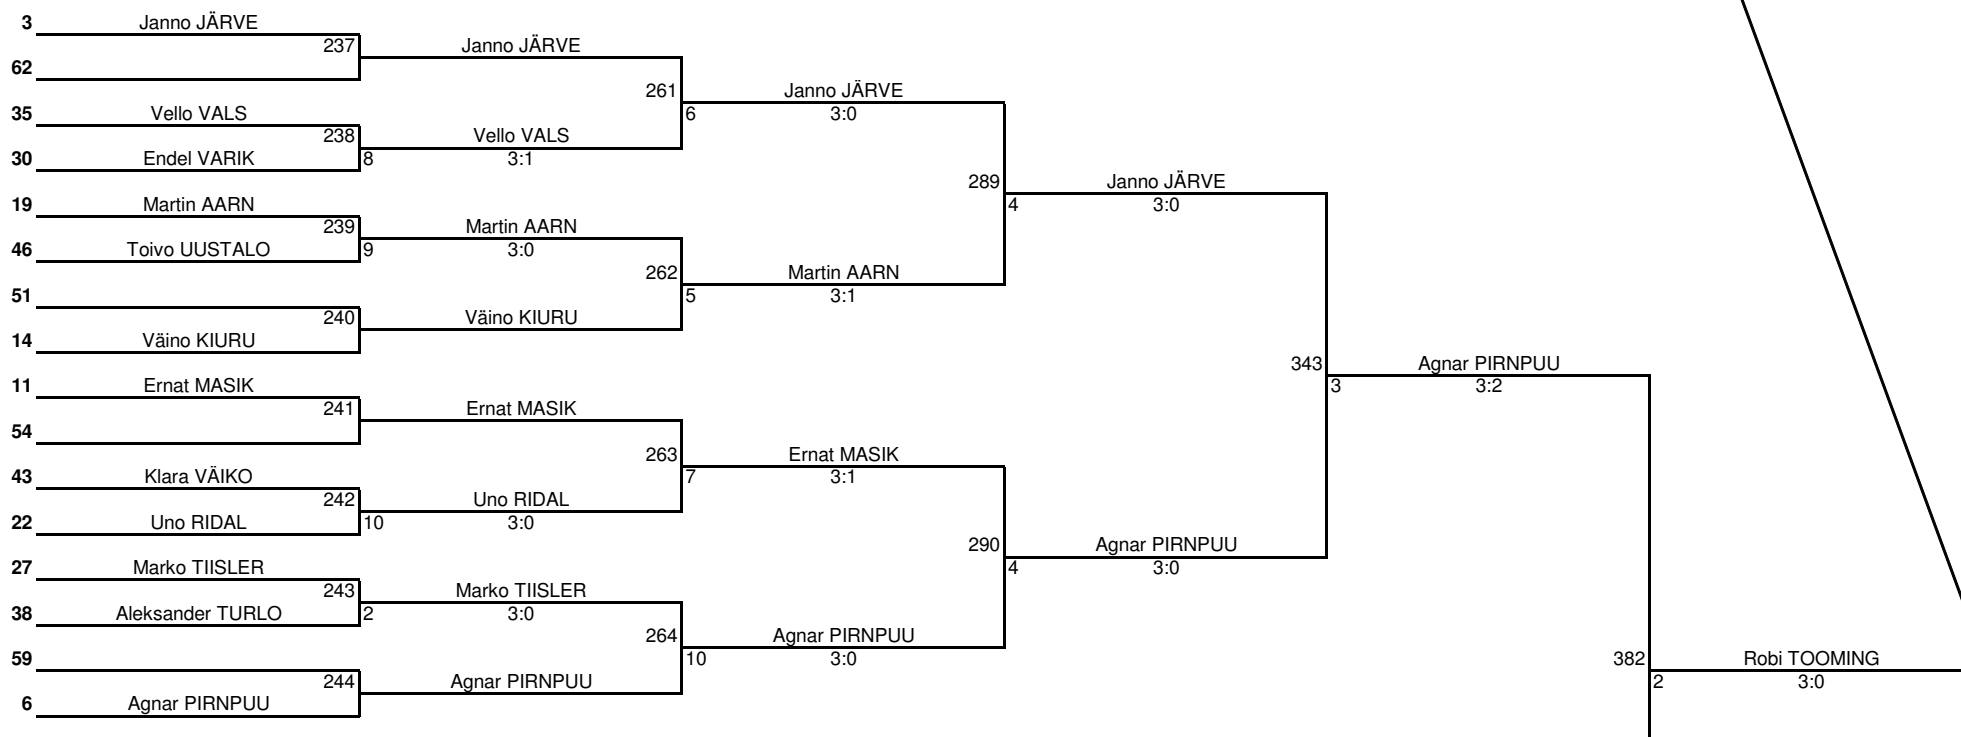 3 Janno JÄRVE
237 Janno JÄRVE
62
261 Janno JÄRVE
35 Vello VALS
6 3:0
238 Vello VALS
30 Endel VARIK
8 3:1
289 Janno JÄRVE
19 Martin AARN
4 3:0
239 Martin AARN
46 Toivo UUSTALO
9 3:0
262 Martin AARN
51
5 3:1
240 Väino KIURU
14 Väino KIURU
343 Agnar PIRNPUU
11 Ernat MASIK
3 3:2
241 Ernat MASIK
54
263 Ernat MASIK
43 Klara VÄIKO
7 3:1
242 Uno RIDAL
22 Uno RIDAL
10 3:0
290 Agnar PIRNPUU
27 Marko TIISLER
4 3:0
243 Marko TIISLER
38 Aleksander TURLO
2 3:0
264 Agnar PIRNPUU
59
10 3:0
382 Robi TOOMING
244 Agnar PIRNPUU
2 3:0
6 Agnar PIRNPUU